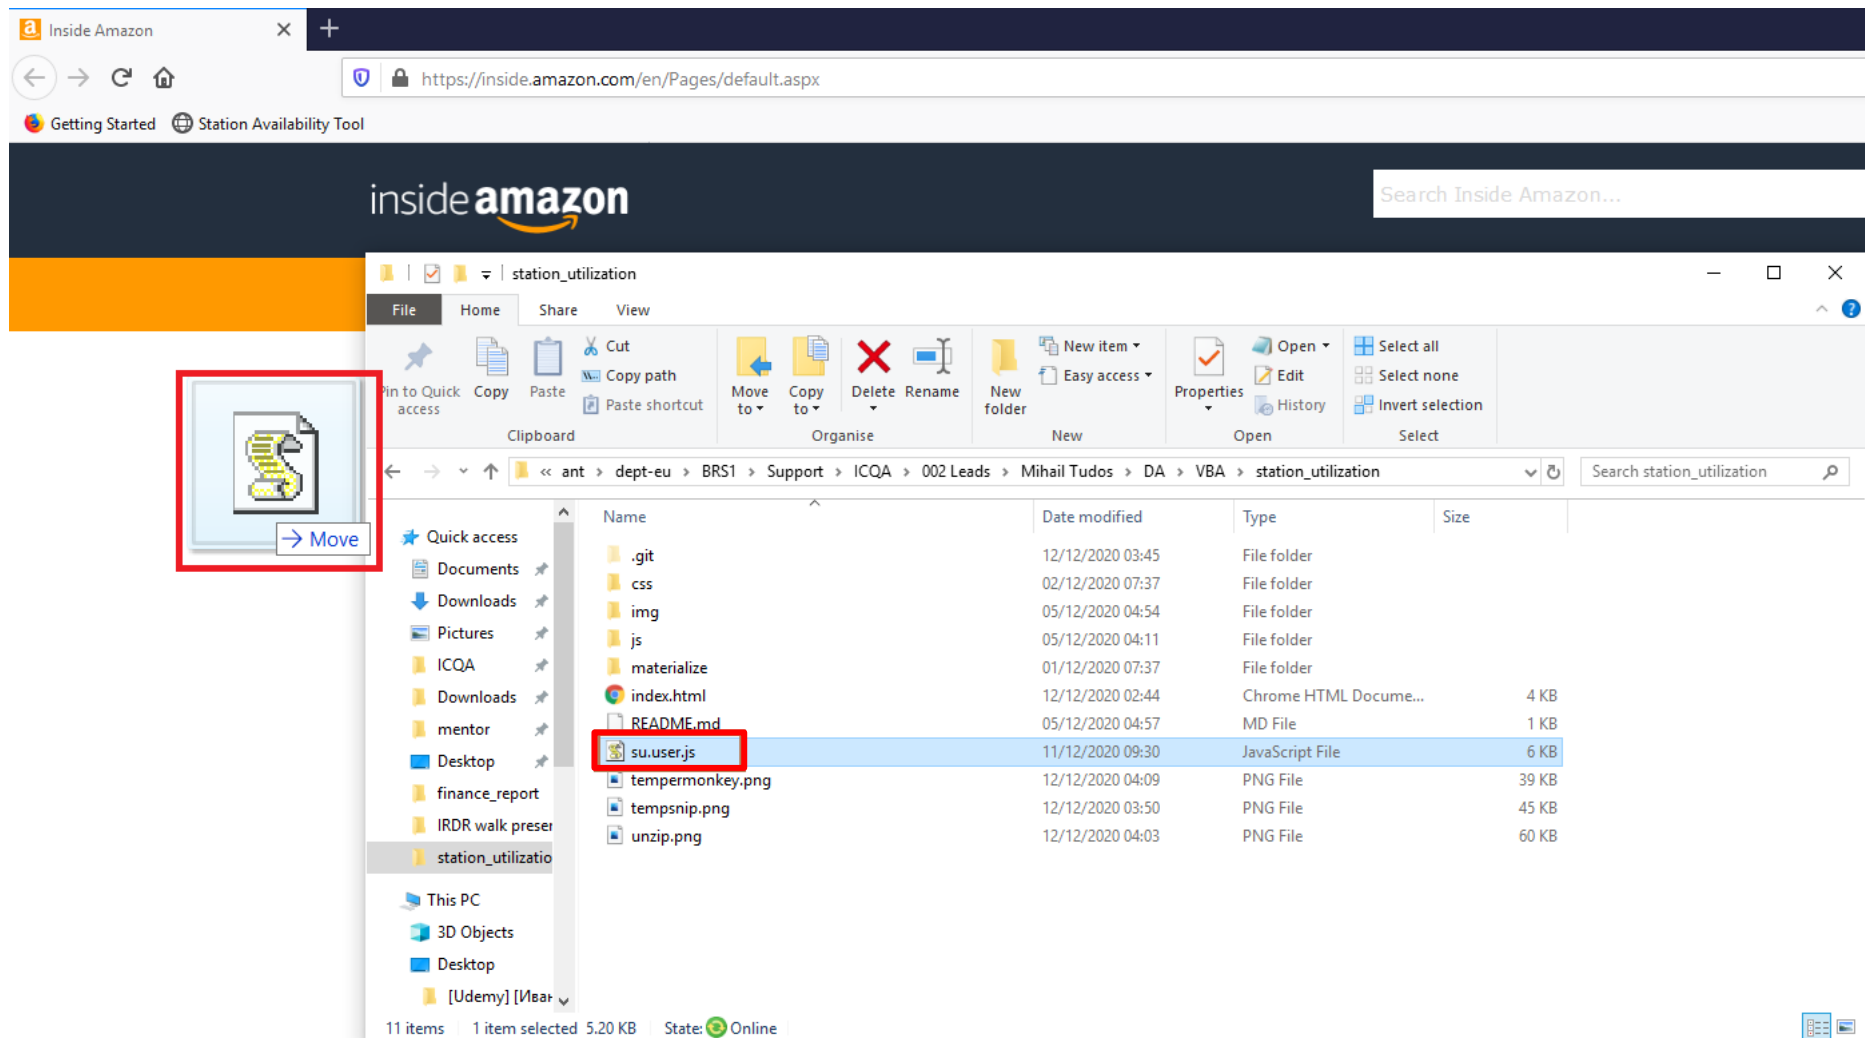 Inside Amazon
https://inside.amazon.com/en/Pages/default.aspx
Getting Started Station Availability Tool
inside amazon
Search Inside Amazon...
station_utilization
File Home Share View
Pin to Quick access
Copy
Paste
Cut
Copy path
Paste shortcut
Clipboard
Move to
Copy to
Delete
Rename
Organise
New folder
New item
Easy access
New
Properties
Open
Edit
History
Open
Select all
Select none
Invert selection
Select
« ant > dept-eu > BRS1 > Support > ICQA > 002 Leads > Mihail Tudos > DA > VBA > station_utilization
Search station_utilization
→ Move
Quick access
Documents
Downloads
Pictures
ICQA
Downloads
mentor
Desktop
finance_report
IRDR walk preser
station_utilizatio
This PC
3D Objects
Desktop
[Udemy] [Иван
Name Date modified Type Size
.git 12/12/2020 03:45 File folder
css 02/12/2020 07:37 File folder
img 05/12/2020 04:54 File folder
js 05/12/2020 04:11 File folder
materialize 01/12/2020 07:37 File folder
index.html 12/12/2020 02:44 Chrome HTML Docume... 4 KB
README.md 05/12/2020 04:57 MD File 1 KB
su.user.js 11/12/2020 09:30 JavaScript File 6 KB
tempermonkey.png 12/12/2020 04:09 PNG File 39 KB
tempsnip.png 12/12/2020 03:50 PNG File 45 KB
unzip.png 12/12/2020 04:03 PNG File 60 KB
11 items 1 item selected 5.20 KB State: Online